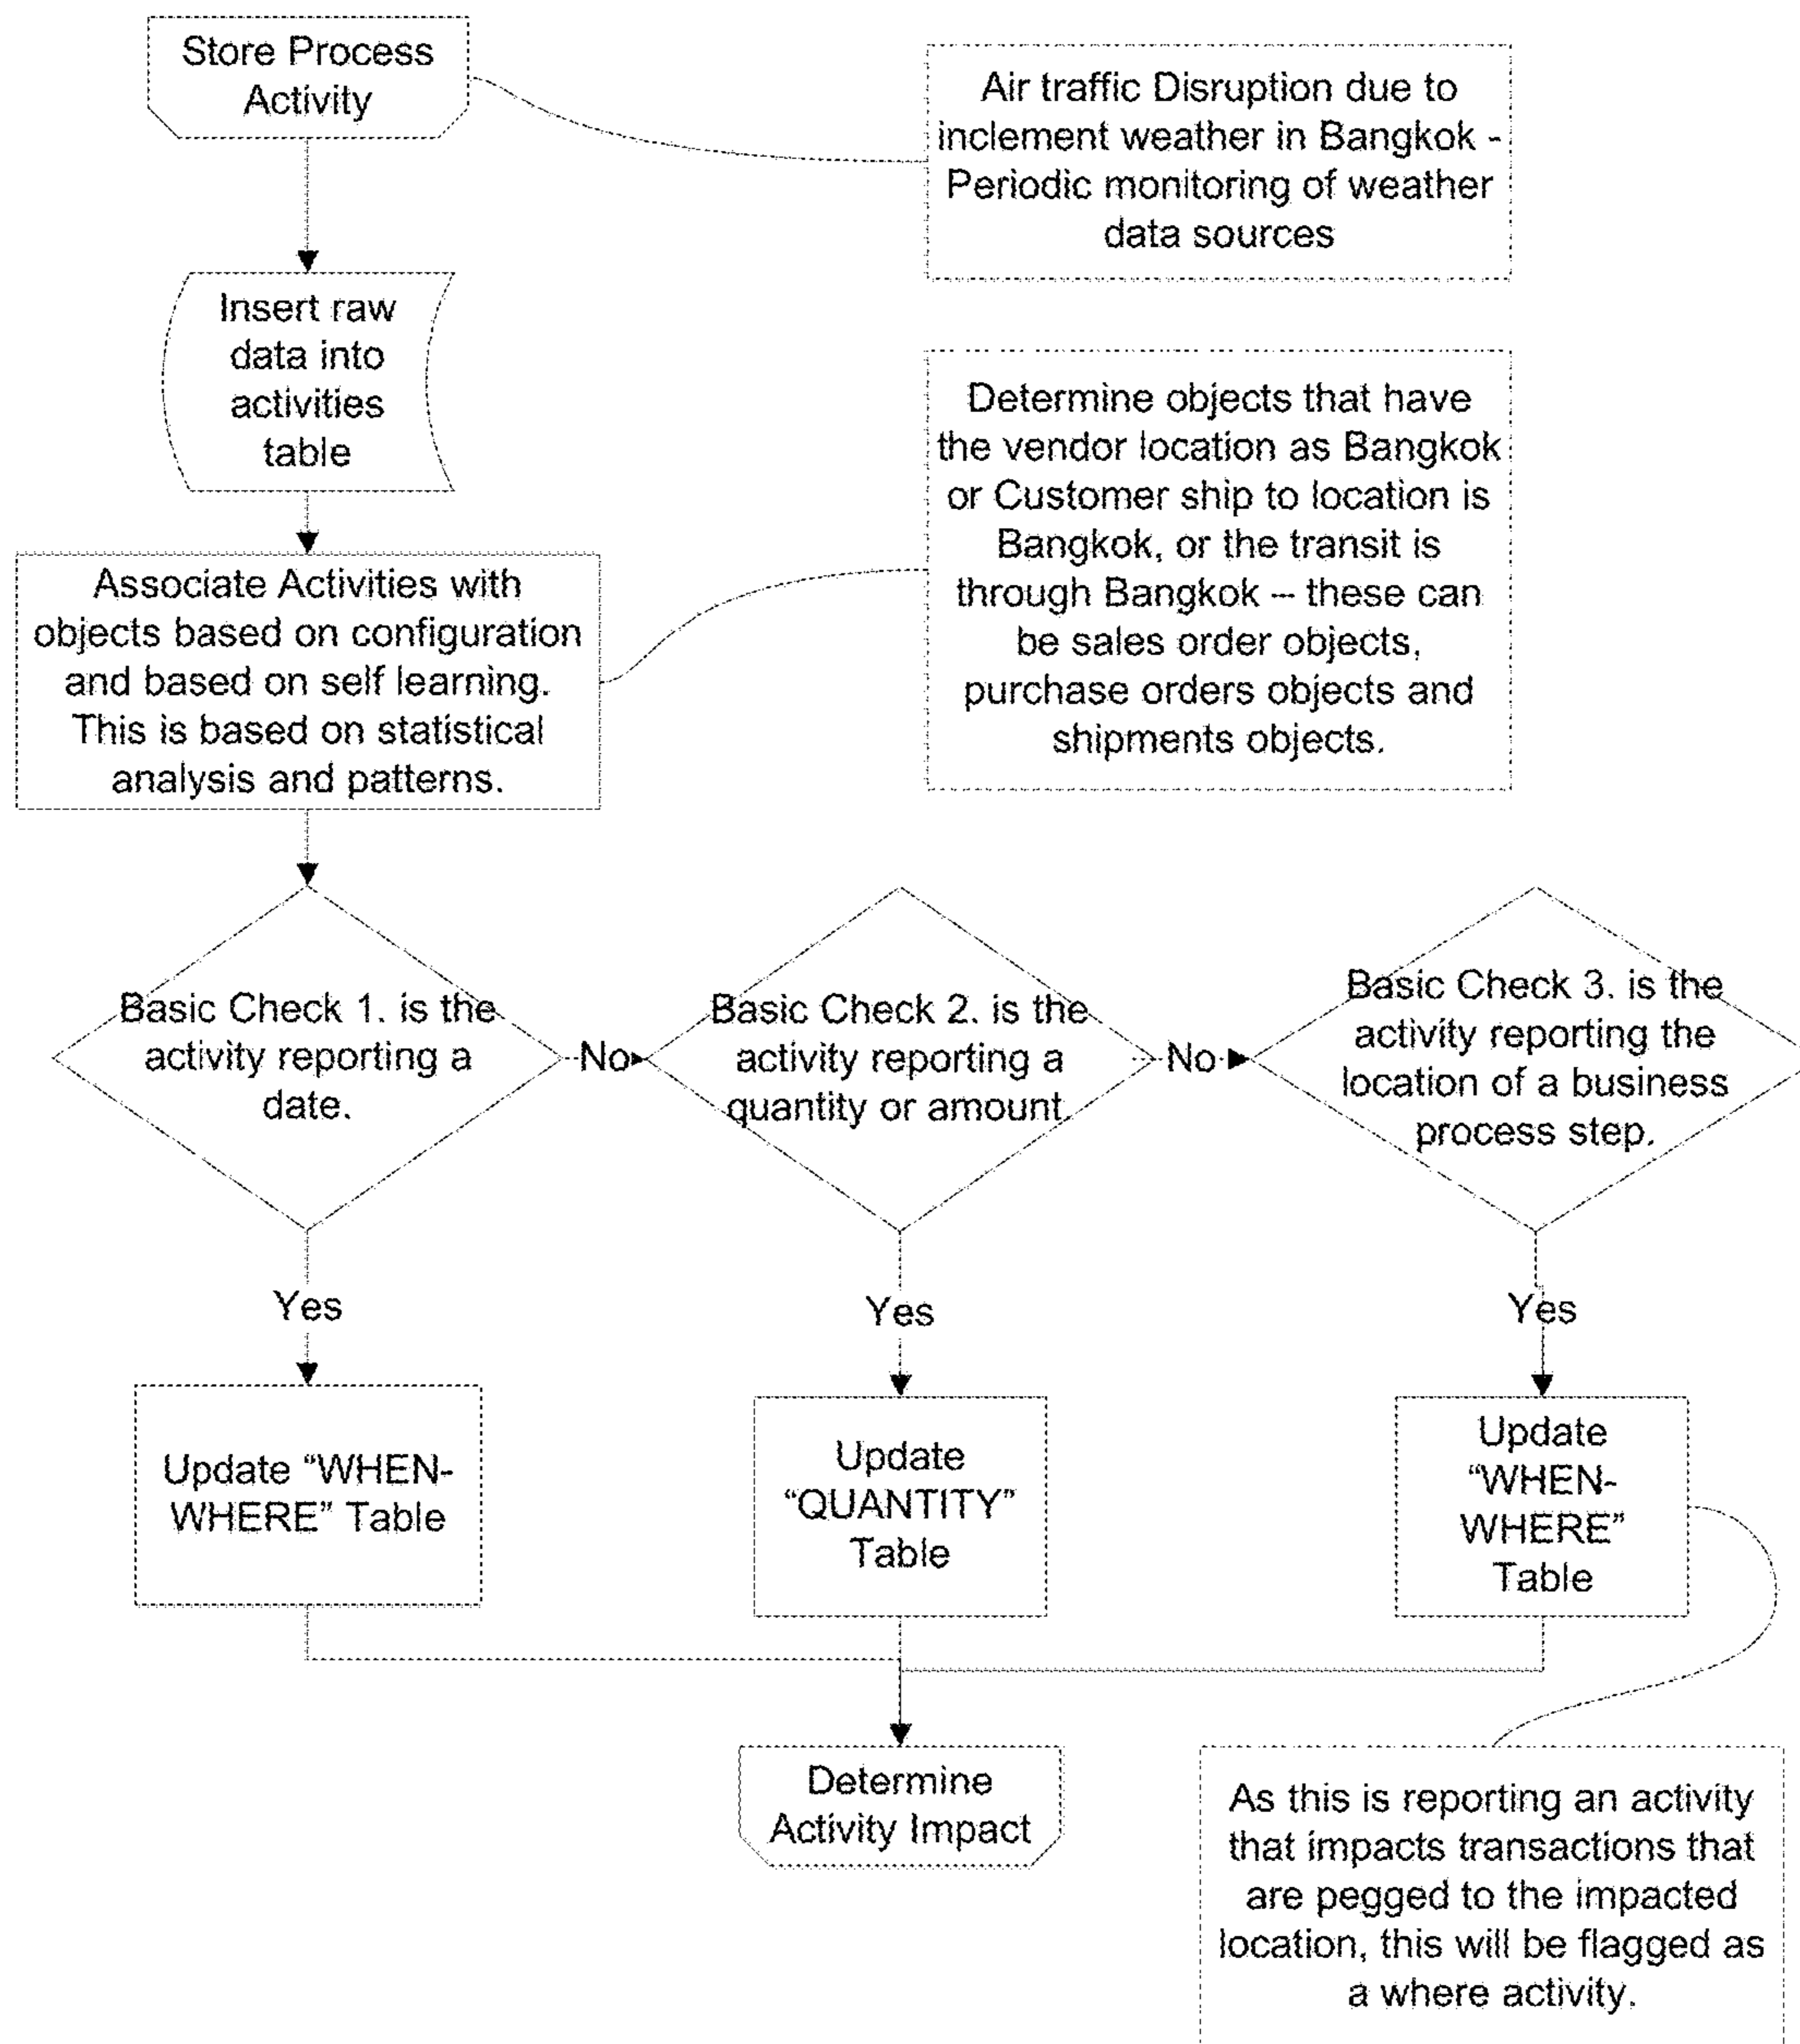 Store Process
Activity
Air traffic Disruption due to
inclement weather in Bangkok -
Periodic monitoring of weather
data sources
Insert raw
data into
activities
table
Determine objects that have
the vendor location as Bangkok
or Customer ship to location is
Bangkok, or the transit is
through Bangkok -- these can
be sales order objects,
purchase orders objects and
shipments objects.
Associate Activities with
objects based on configuration
and based on self learning.
This is based on statistical
analysis and patterns.
Basic Check 1. is the
activity reporting a
date.
No
Basic Check 2. is the
activity reporting a
quantity or amount.
No
Basic Check 3. is the
activity reporting the
location of a business
process step.
Yes
Yes
Yes
Update “WHEN-
WHERE” Table
Update
“QUANTITY”
Table
Update
“WHEN-
WHERE”
Table
Determine
Activity Impact
As this is reporting an activity
that impacts transactions that
are pegged to the impacted
location, this will be flagged as
a where activity.